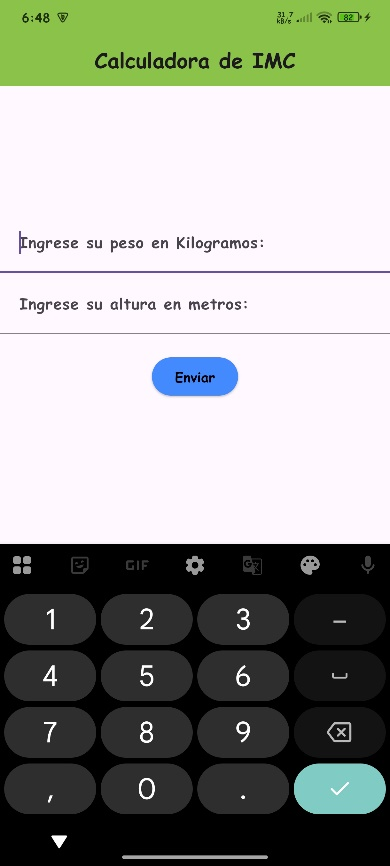 6:48
31,7
kB/s
82
Calculadora de IMC
Ingrese su peso en Kilogramos:
Ingrese su altura en metros:
Enviar
GIF
1 2 3 –
4 5 6
7 8 9
, 0 .